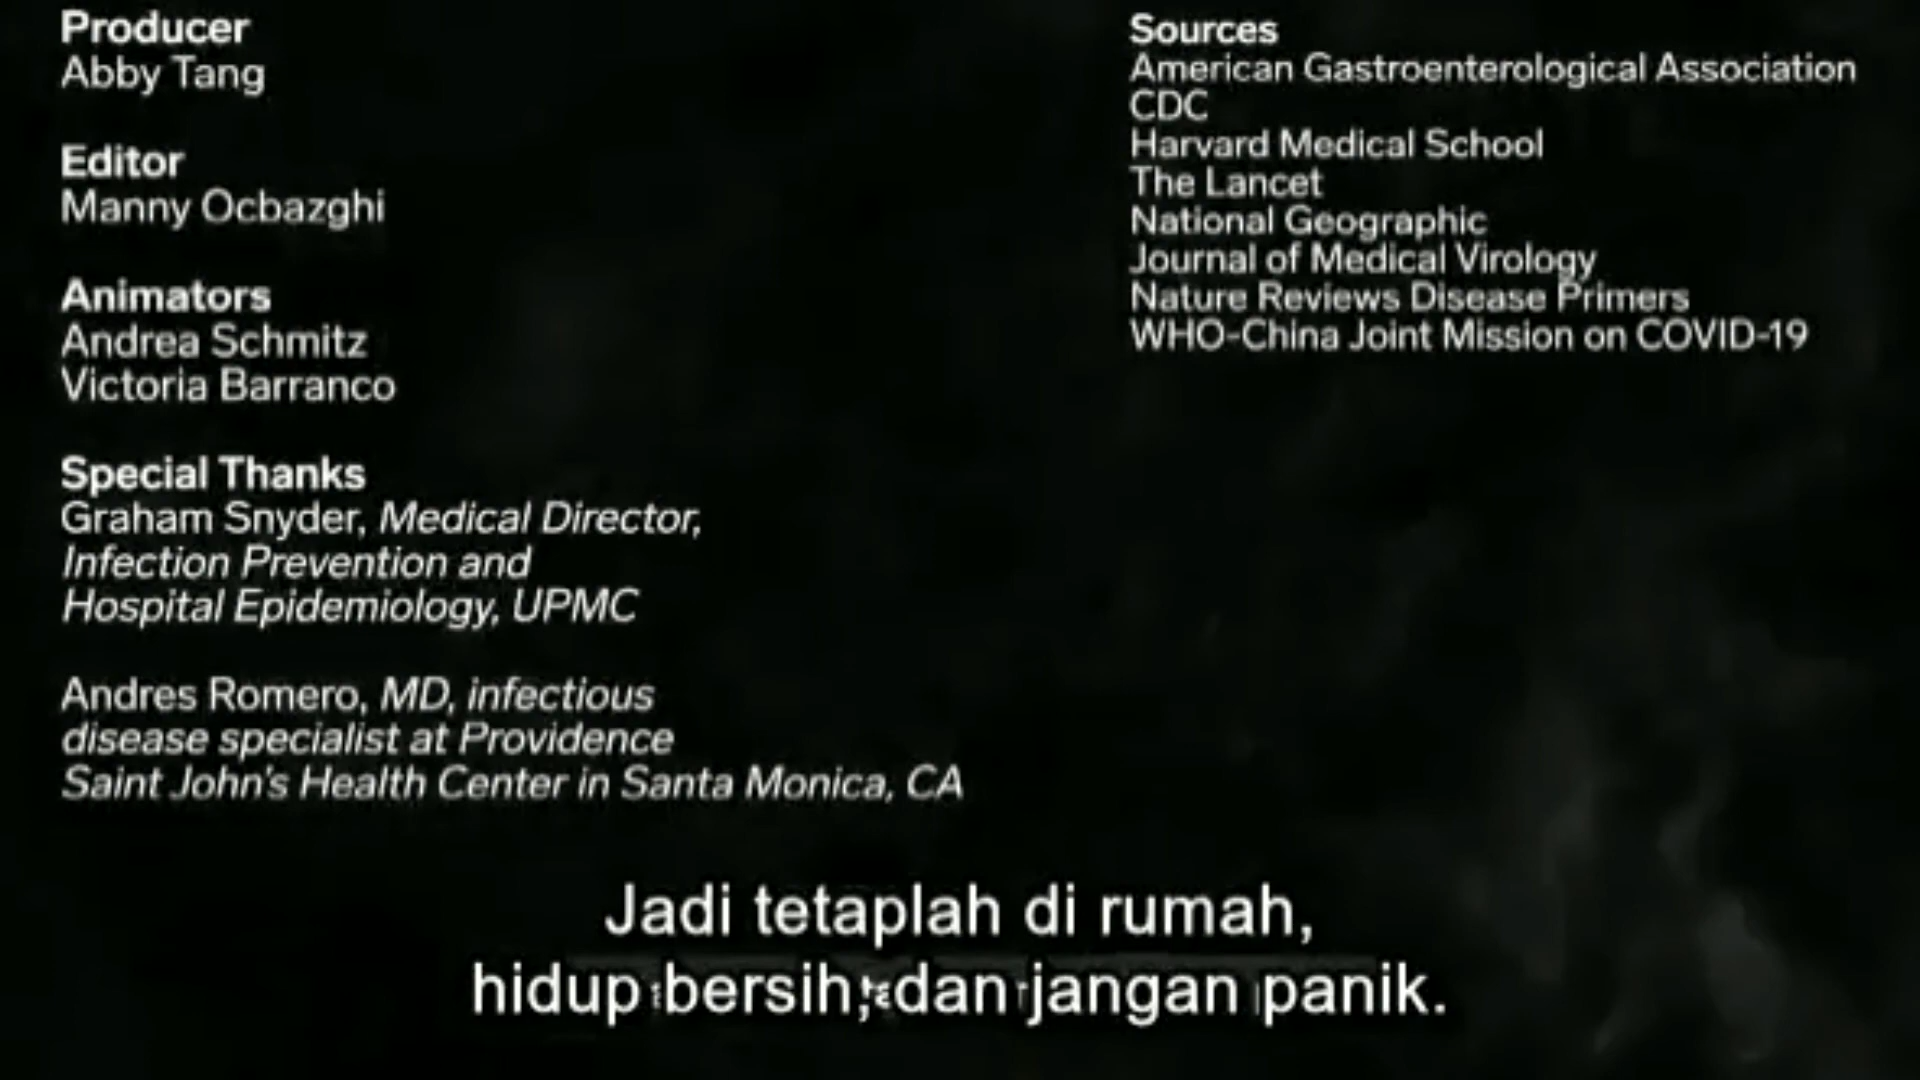 Producer
Abby Tang
Editor
Manny Ocbazghi
Animators
Andrea Schmitz
Victoria Barranco
Special Thanks
Graham Snyder, Medical Director,
Infection Prevention and
Hospital Epidemiology, UPMC
Andres Romero, MD, infectious
disease specialist at Providence
Saint John's Health Center in Santa Monica, CA
Sources
American Gastroenterological Association
CDC
Harvard Medical School
The Lancet
National Geographic
Journal of Medical Virology
Nature Reviews Disease Primers
WHO-China Joint Mission on COVID-19
Jadi tetaplah di rumah,
hidup bersih, dan jangan panik.